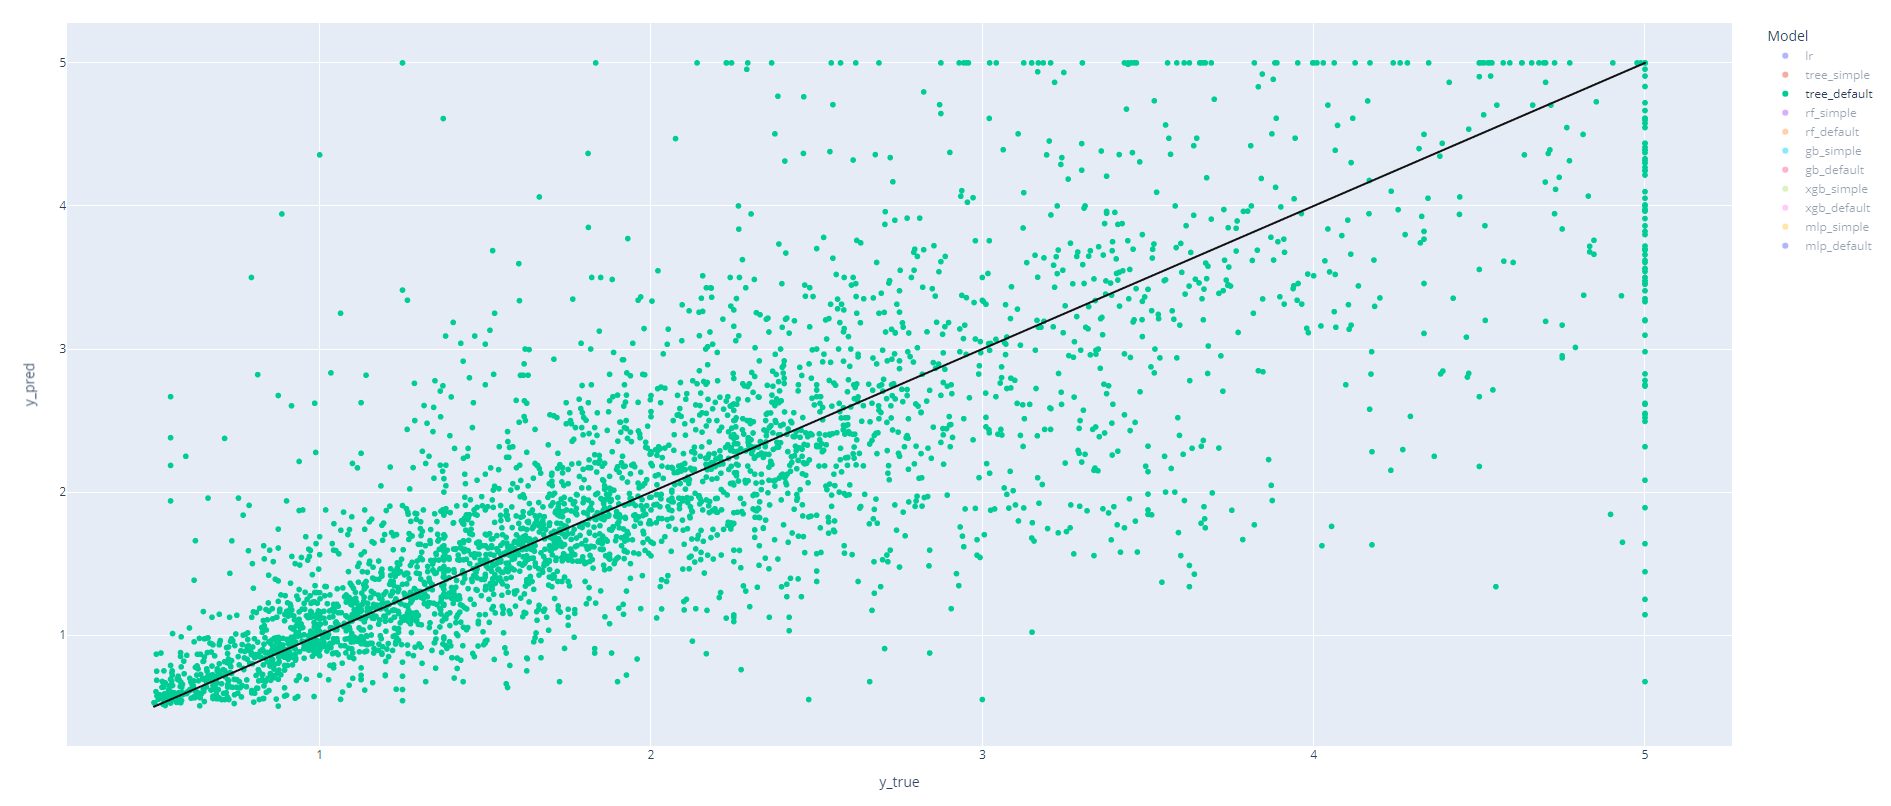 Model
lr
tree_simple
tree_default
rf_simple
rf_default
gb_simple
gb_default
xgb_simple
xgb_default
mlp_simple
mlp_default
y_pred
5
4
3
2
1
1
2
3
4
5
y_true